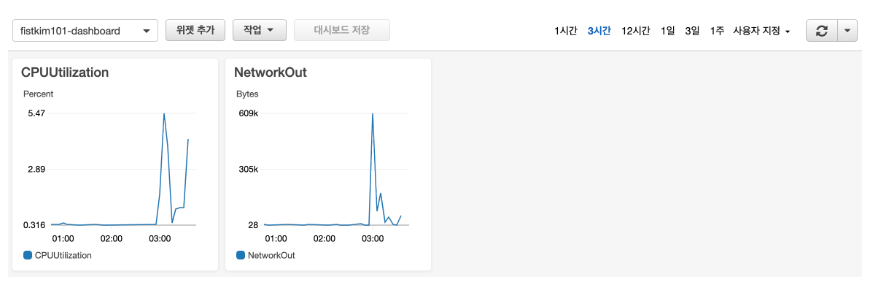 fistkim101-dashboard 위젯 추가 작업 대시보드 저장 1시간 3시간 12시간 1일 3일 1주 사용자 지정
CPUUtilization
Percent
5.47
2.89
0.316
01:00 02:00 03:00
CPUUtilization
NetworkOut
Bytes
609k
305k
28
01:00 02:00 03:00
NetworkOut